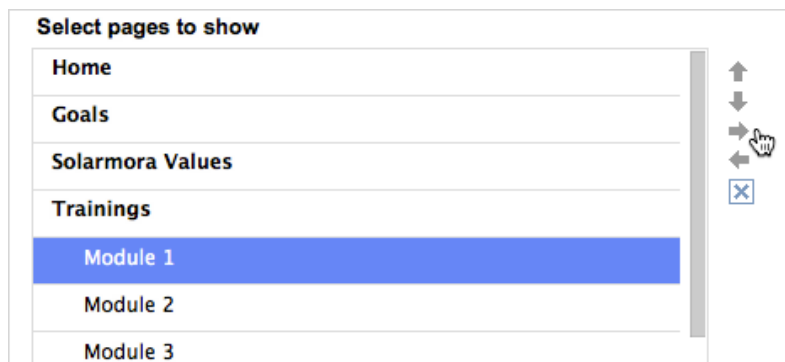 Select pages to show
Home
Goals
Solarmora Values
Trainings
Module 1
Module 2
Module 3